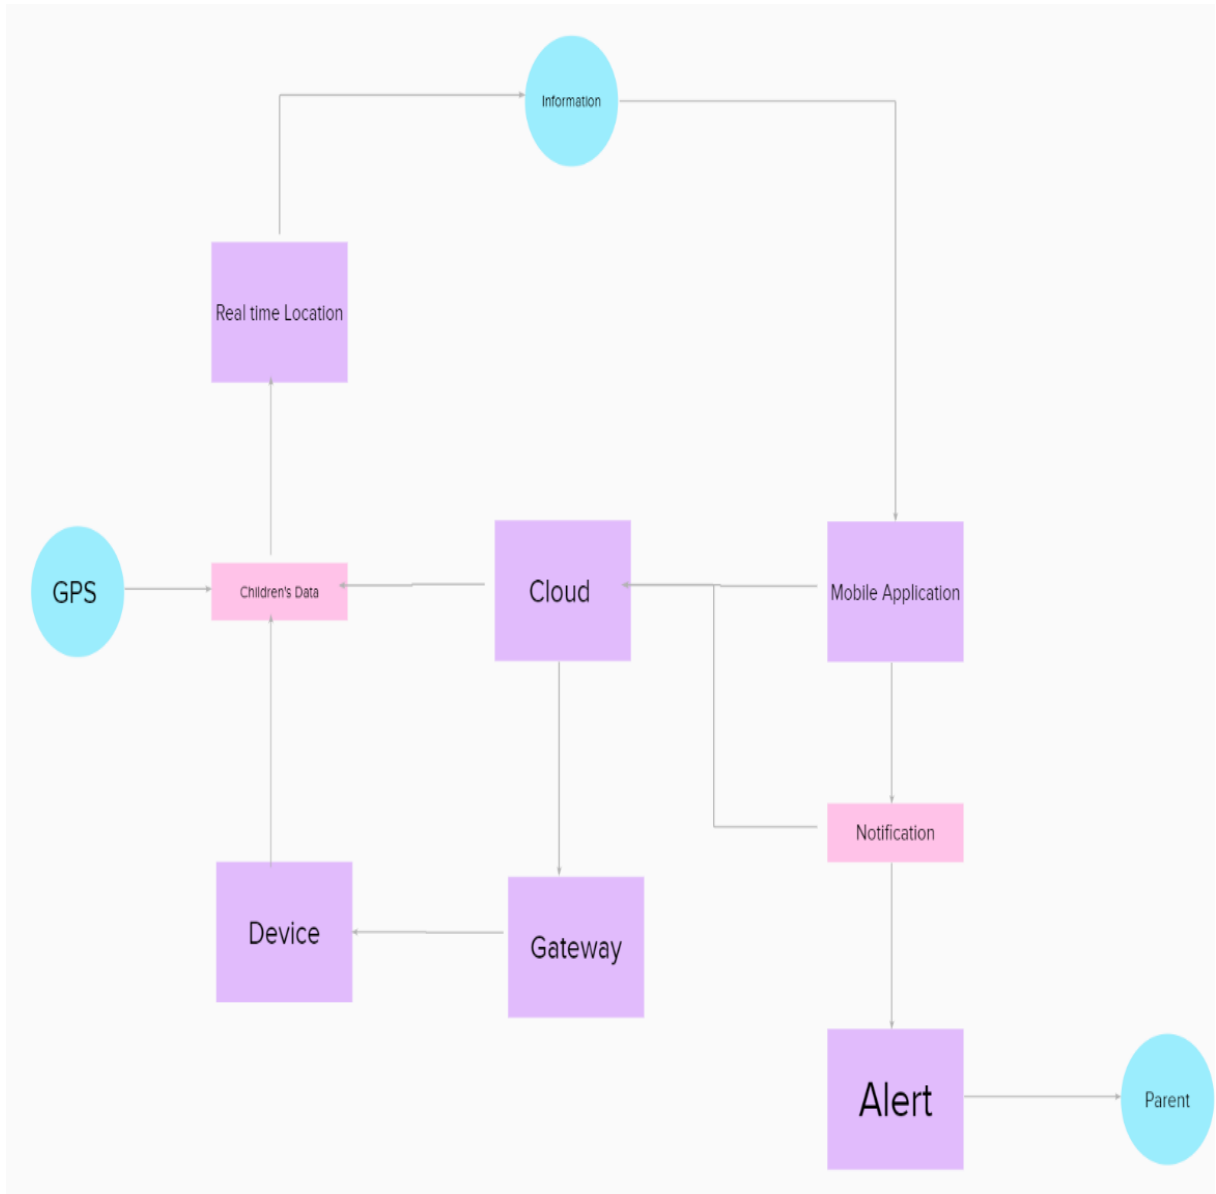 Information
Real time Location
GPS
Children's Data
Cloud
Mobile Application
Notification
Device
Gateway
Alert
Parent